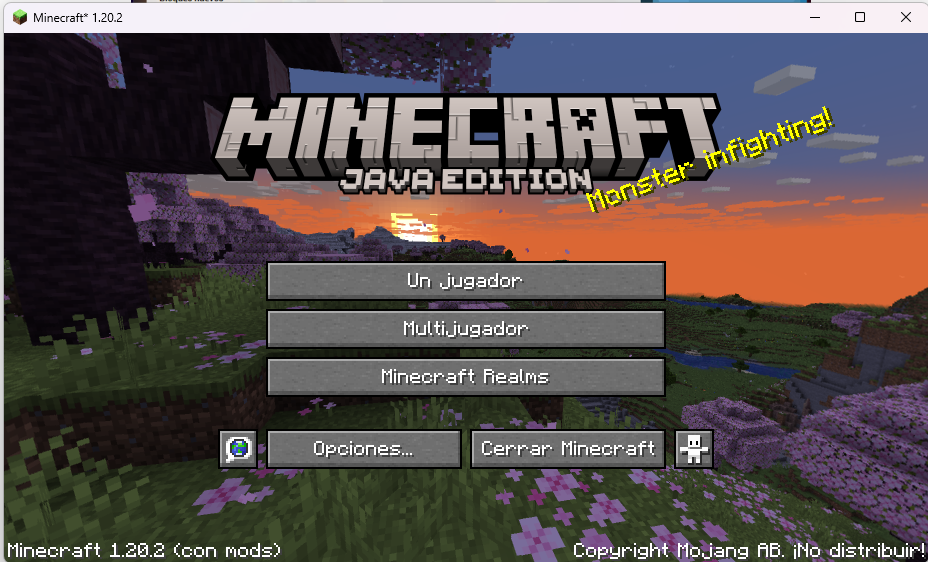 Minecraft* 1.20.2
MINECRAFT
JAVA EDITION
Monster infighting!
Un jugador
Multijugador
Minecraft Realms
Opciones...
Cerrar Minecraft
Minecraft 1.20.2 (con mods)
Copyright Mojang AB. ¡No distribuir!